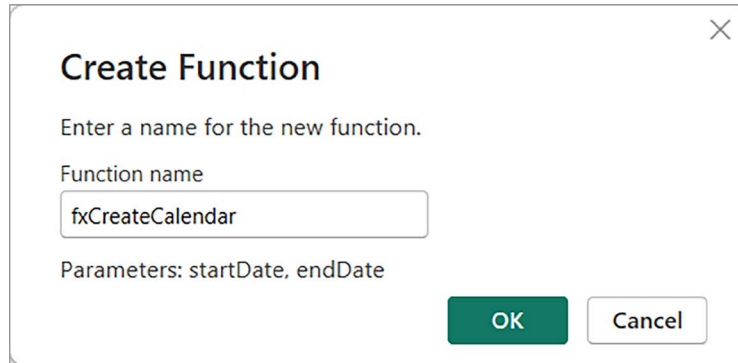 Create Function
Enter a name for the new function.
Function name
fxCreateCalendar
Parameters: startDate, endDate
OK Cancel